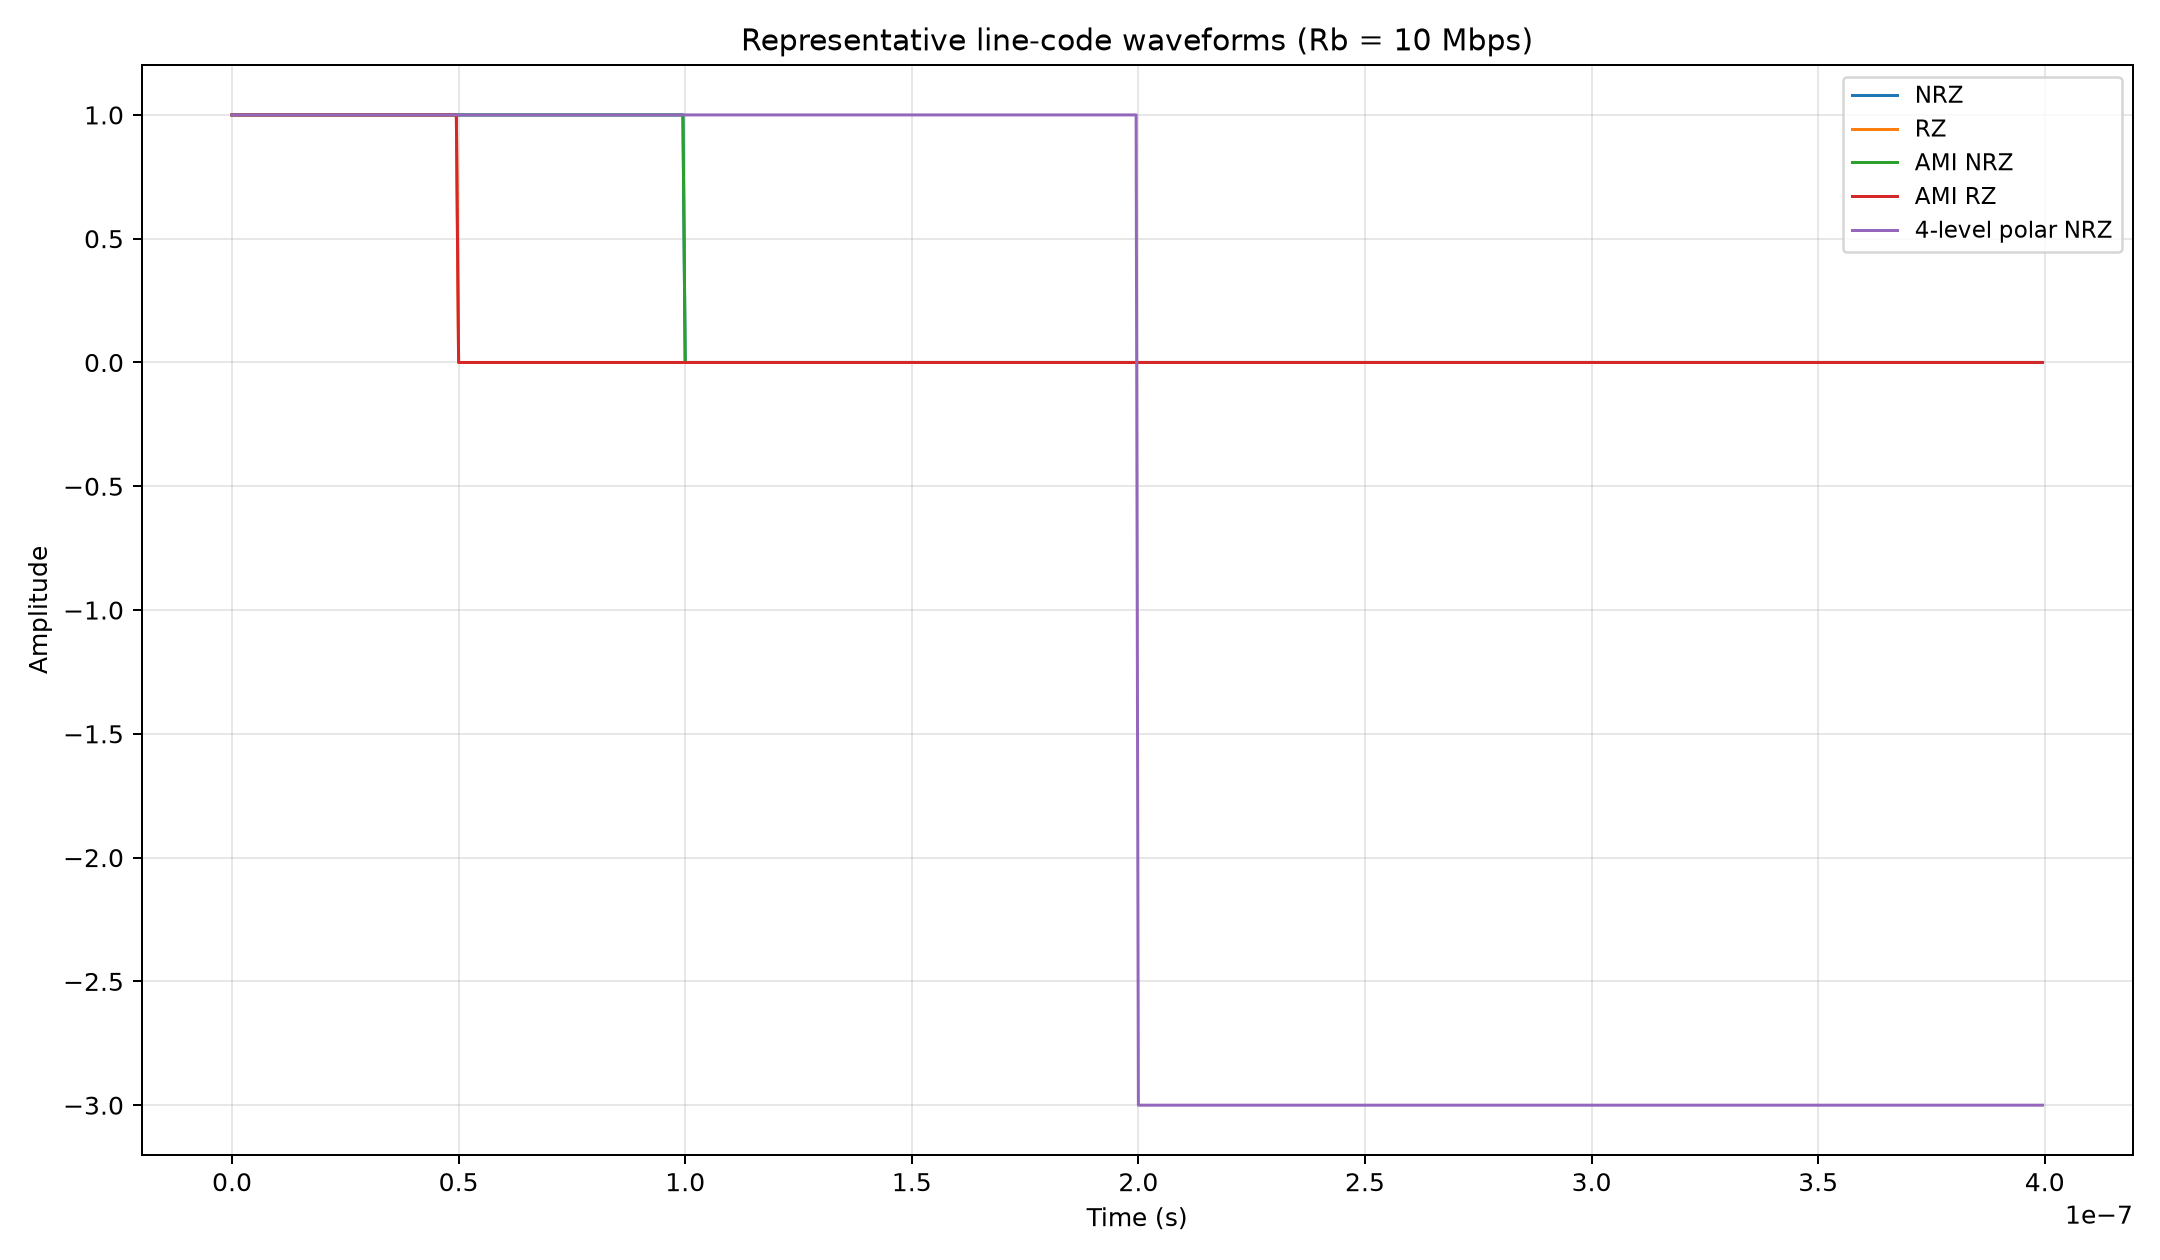 Representative line-code waveforms (Rb = 10 Mbps)
NRZ
RZ
AMI NRZ
AMI RZ
4-level polar NRZ
Amplitude
1.0
0.5
0.0
−0.5
−1.0
−1.5
−2.0
−2.5
−3.0
0.0 0.5 1.0 1.5 2.0 2.5 3.0 3.5 4.0
1e−7
Time (s)